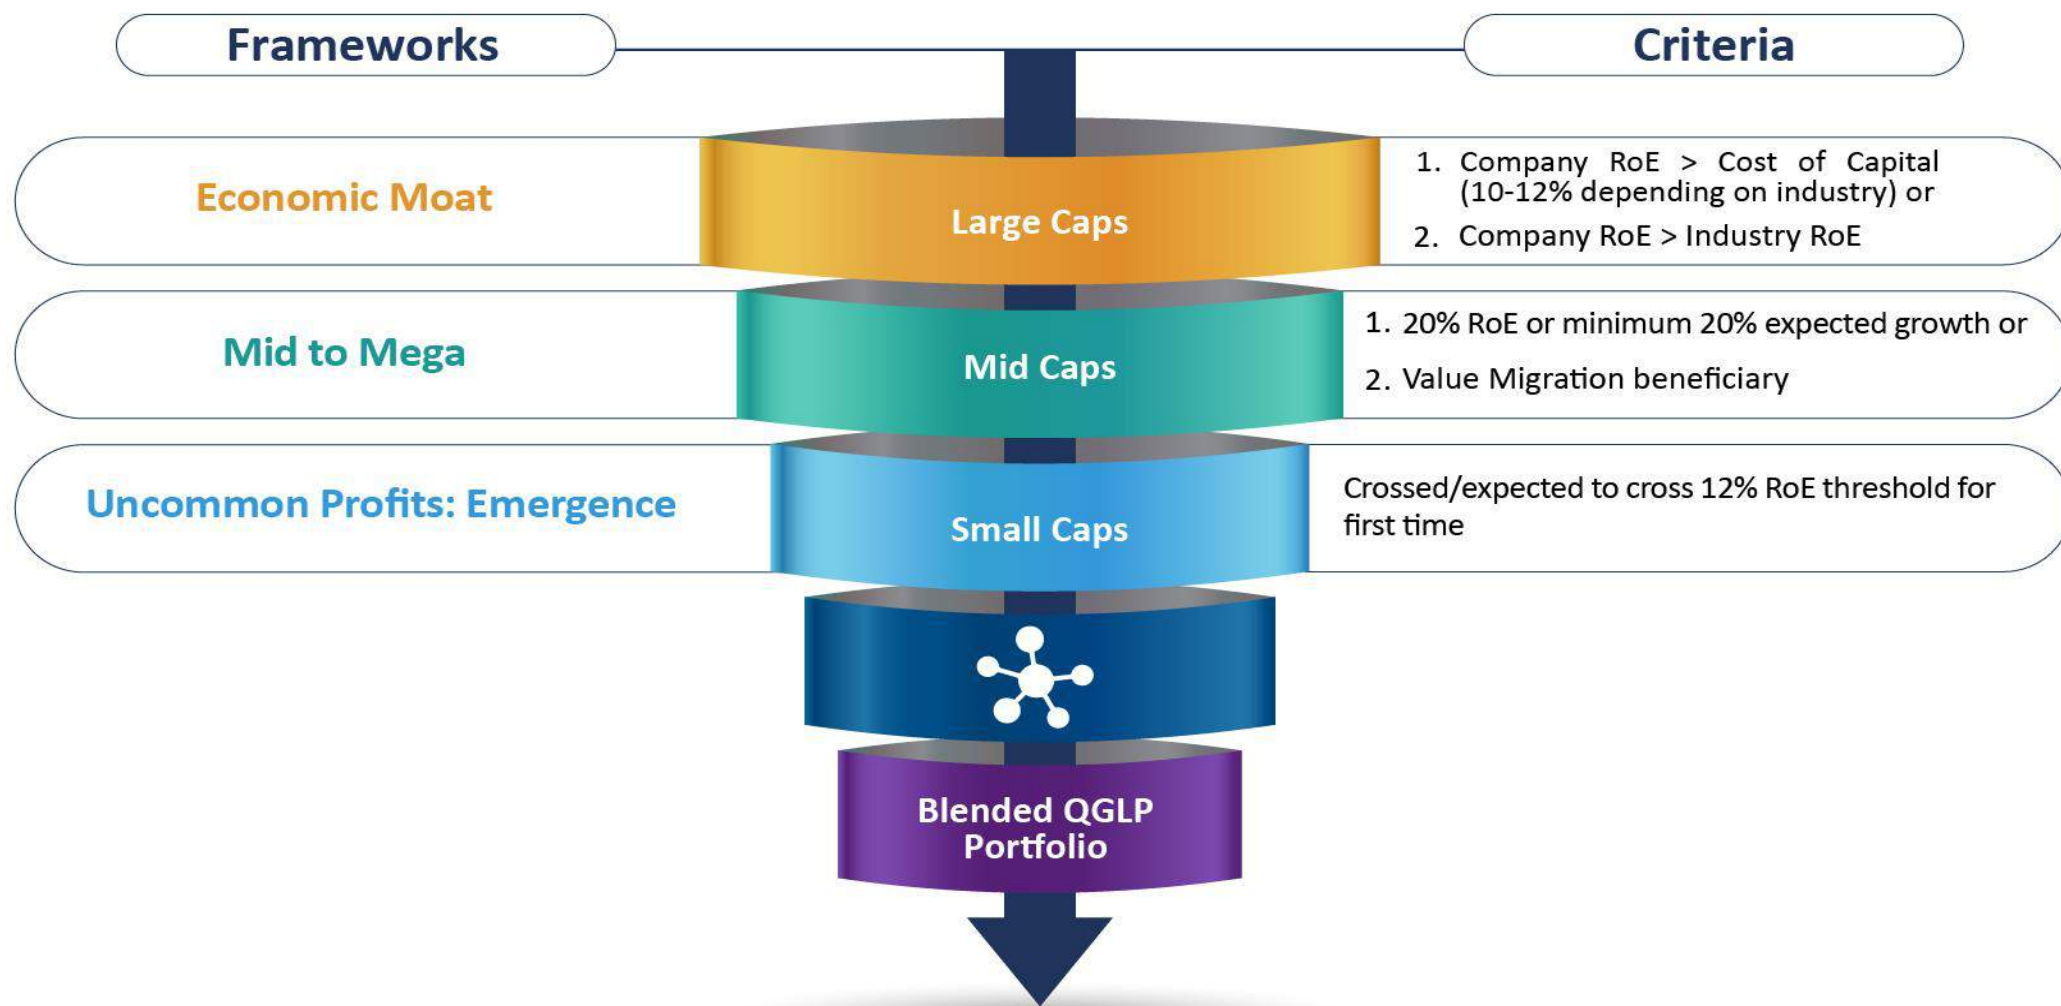 Frameworks
Criteria
Economic Moat
Large Caps
1. Company RoE > Cost of Capital
(10-12% depending on industry) or
2. Company RoE > Industry RoE
Mid to Mega
Mid Caps
1. 20% RoE or minimum 20% expected growth or
2. Value Migration beneficiary
Uncommon Profits: Emergence
Small Caps
Crossed/expected to cross 12% RoE threshold for
first time
Blended QGLP
Portfolio